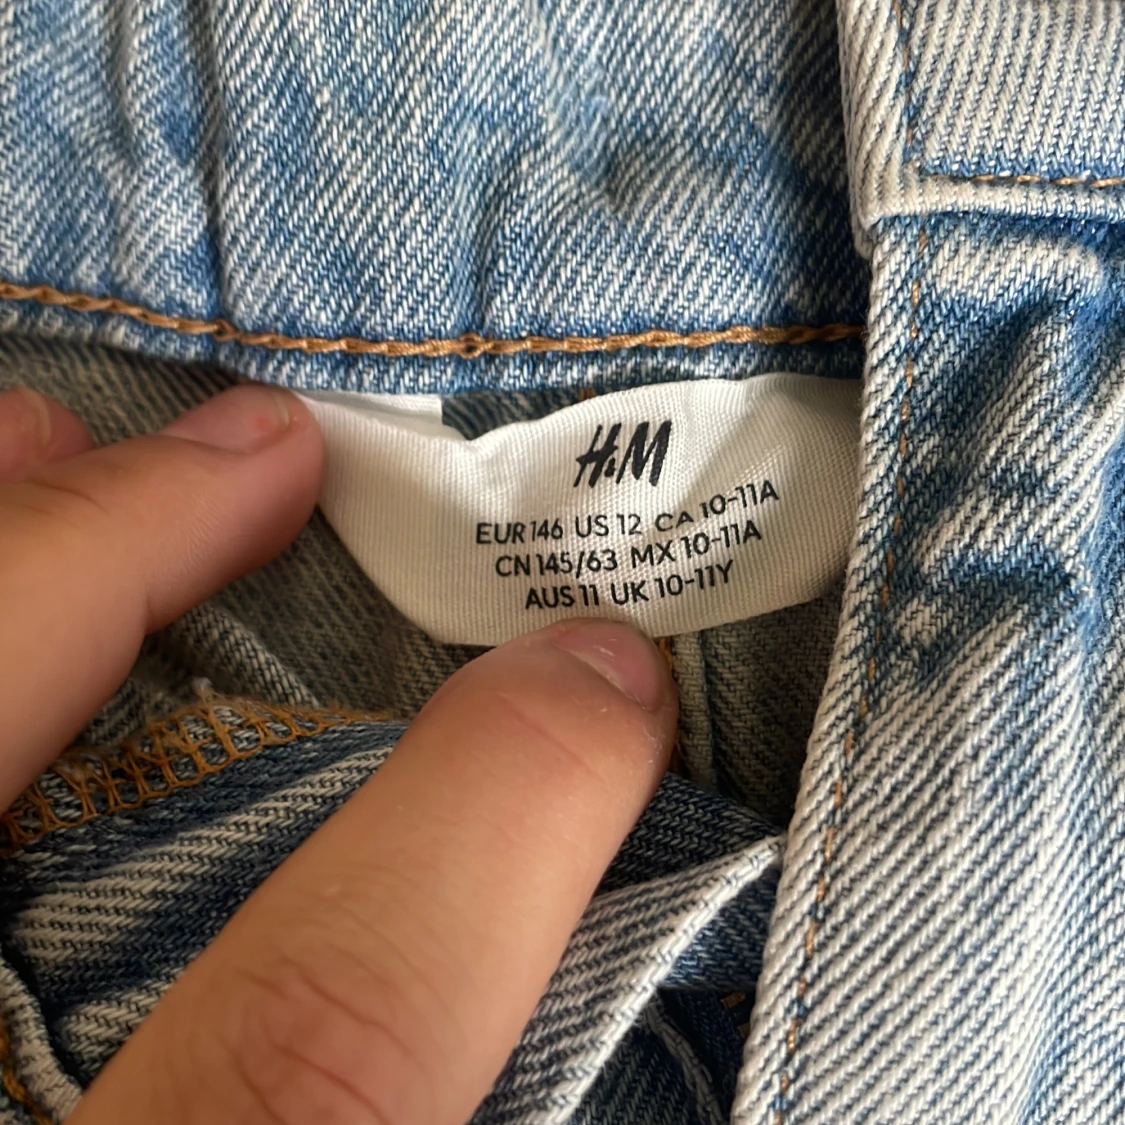 H&M
EUR 146 US 12 CA 10-11A
CN 145/63 MX 10-11A
AUS 11 UK 10-11Y